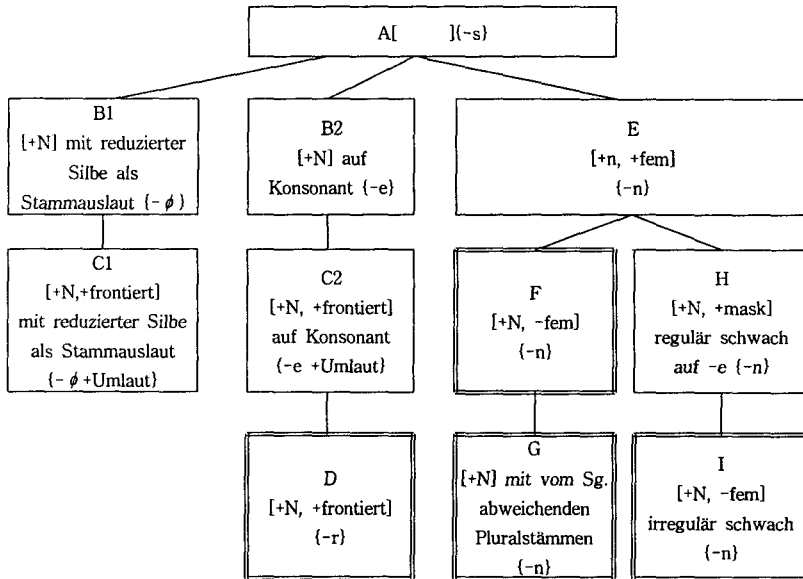 A[ ]{-s}
B1
[+N] mit reduzierter
Silbe als
Stammauslaut {-ϕ}
B2
[+N] auf
Konsonant {-e}
E
[+n, +fem]
{-n}
C1
[+N,+frontiert]
mit reduzierter Silbe
als Stammauslaut
{-ϕ+Umlaut}
C2
[+N, +frontiert]
auf Konsonant
{-e +Umlaut}
F
[+N, -fem]
{-n}
H
[+N, +mask]
regulär schwach
auf -e {-n}
D
[+N, +frontiert]
{-r}
G
[+N] mit vom Sg.
abweichenden
Pluralstämmen
{-n}
I
[+N, -fem]
irregulär schwach
{-n}